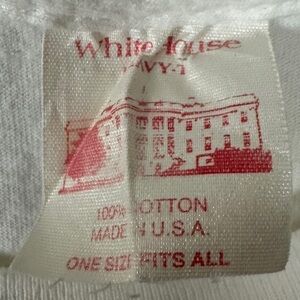 White House
100% COTTON
MADE IN U.S.A.
ONE SIZE FITS ALL